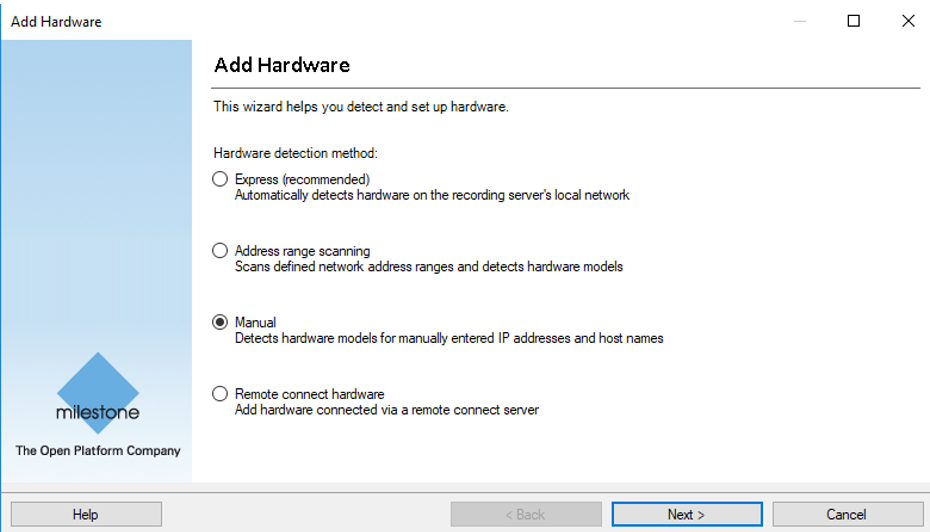 Add Hardware
Add Hardware
This wizard helps you detect and set up hardware.
Hardware detection method:
Express (recommended)
Automatically detects hardware on the recording server's local network
Address range scanning
Scans defined network address ranges and detects hardware models
Manual
Detects hardware models for manually entered IP addresses and host names
Remote connect hardware
Add hardware connected via a remote connect server
milestone
The Open Platform Company
Help
< Back
Next >
Cancel